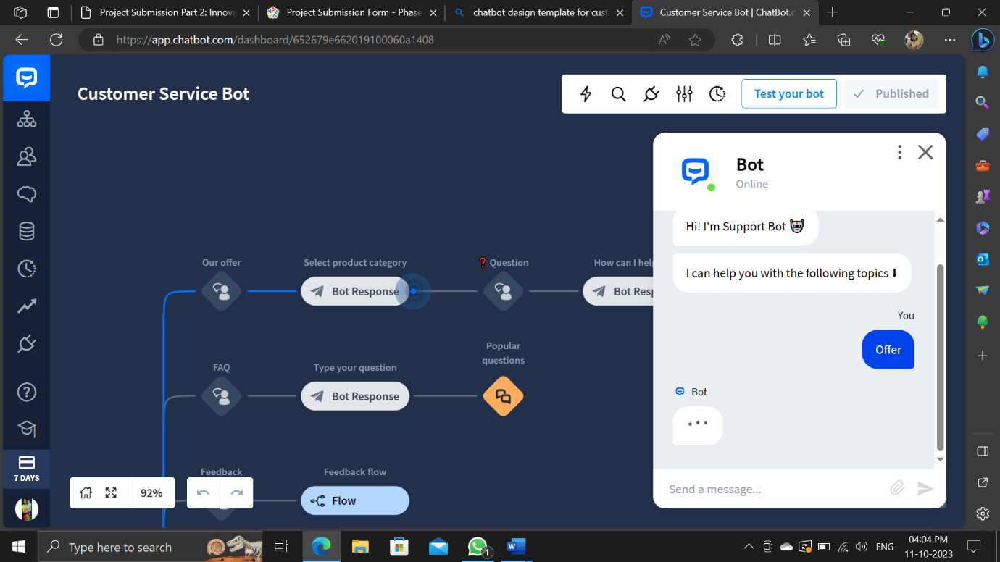 Project Submission Part 2: Innova
Project Submission Form - Phase
chatbot design template for cust
Customer Service Bot | ChatBot.c
https://app.chatbot.com/dashboard/652679e662019100060a1408
Customer Service Bot
Test your bot
Published
Bot
Online
Hi! I'm Support Bot
I can help you with the following topics
You
Offer
Bot
Send a message...
Our offer
Select product category
Question
How can I help
Bot Response
Bot Resp
FAQ
Type your question
Popular
questions
Bot Response
Feedback
Feedback flow
Flow
92%
7 DAYS
Type here to search
1
ENG
04:04 PM
11-10-2023